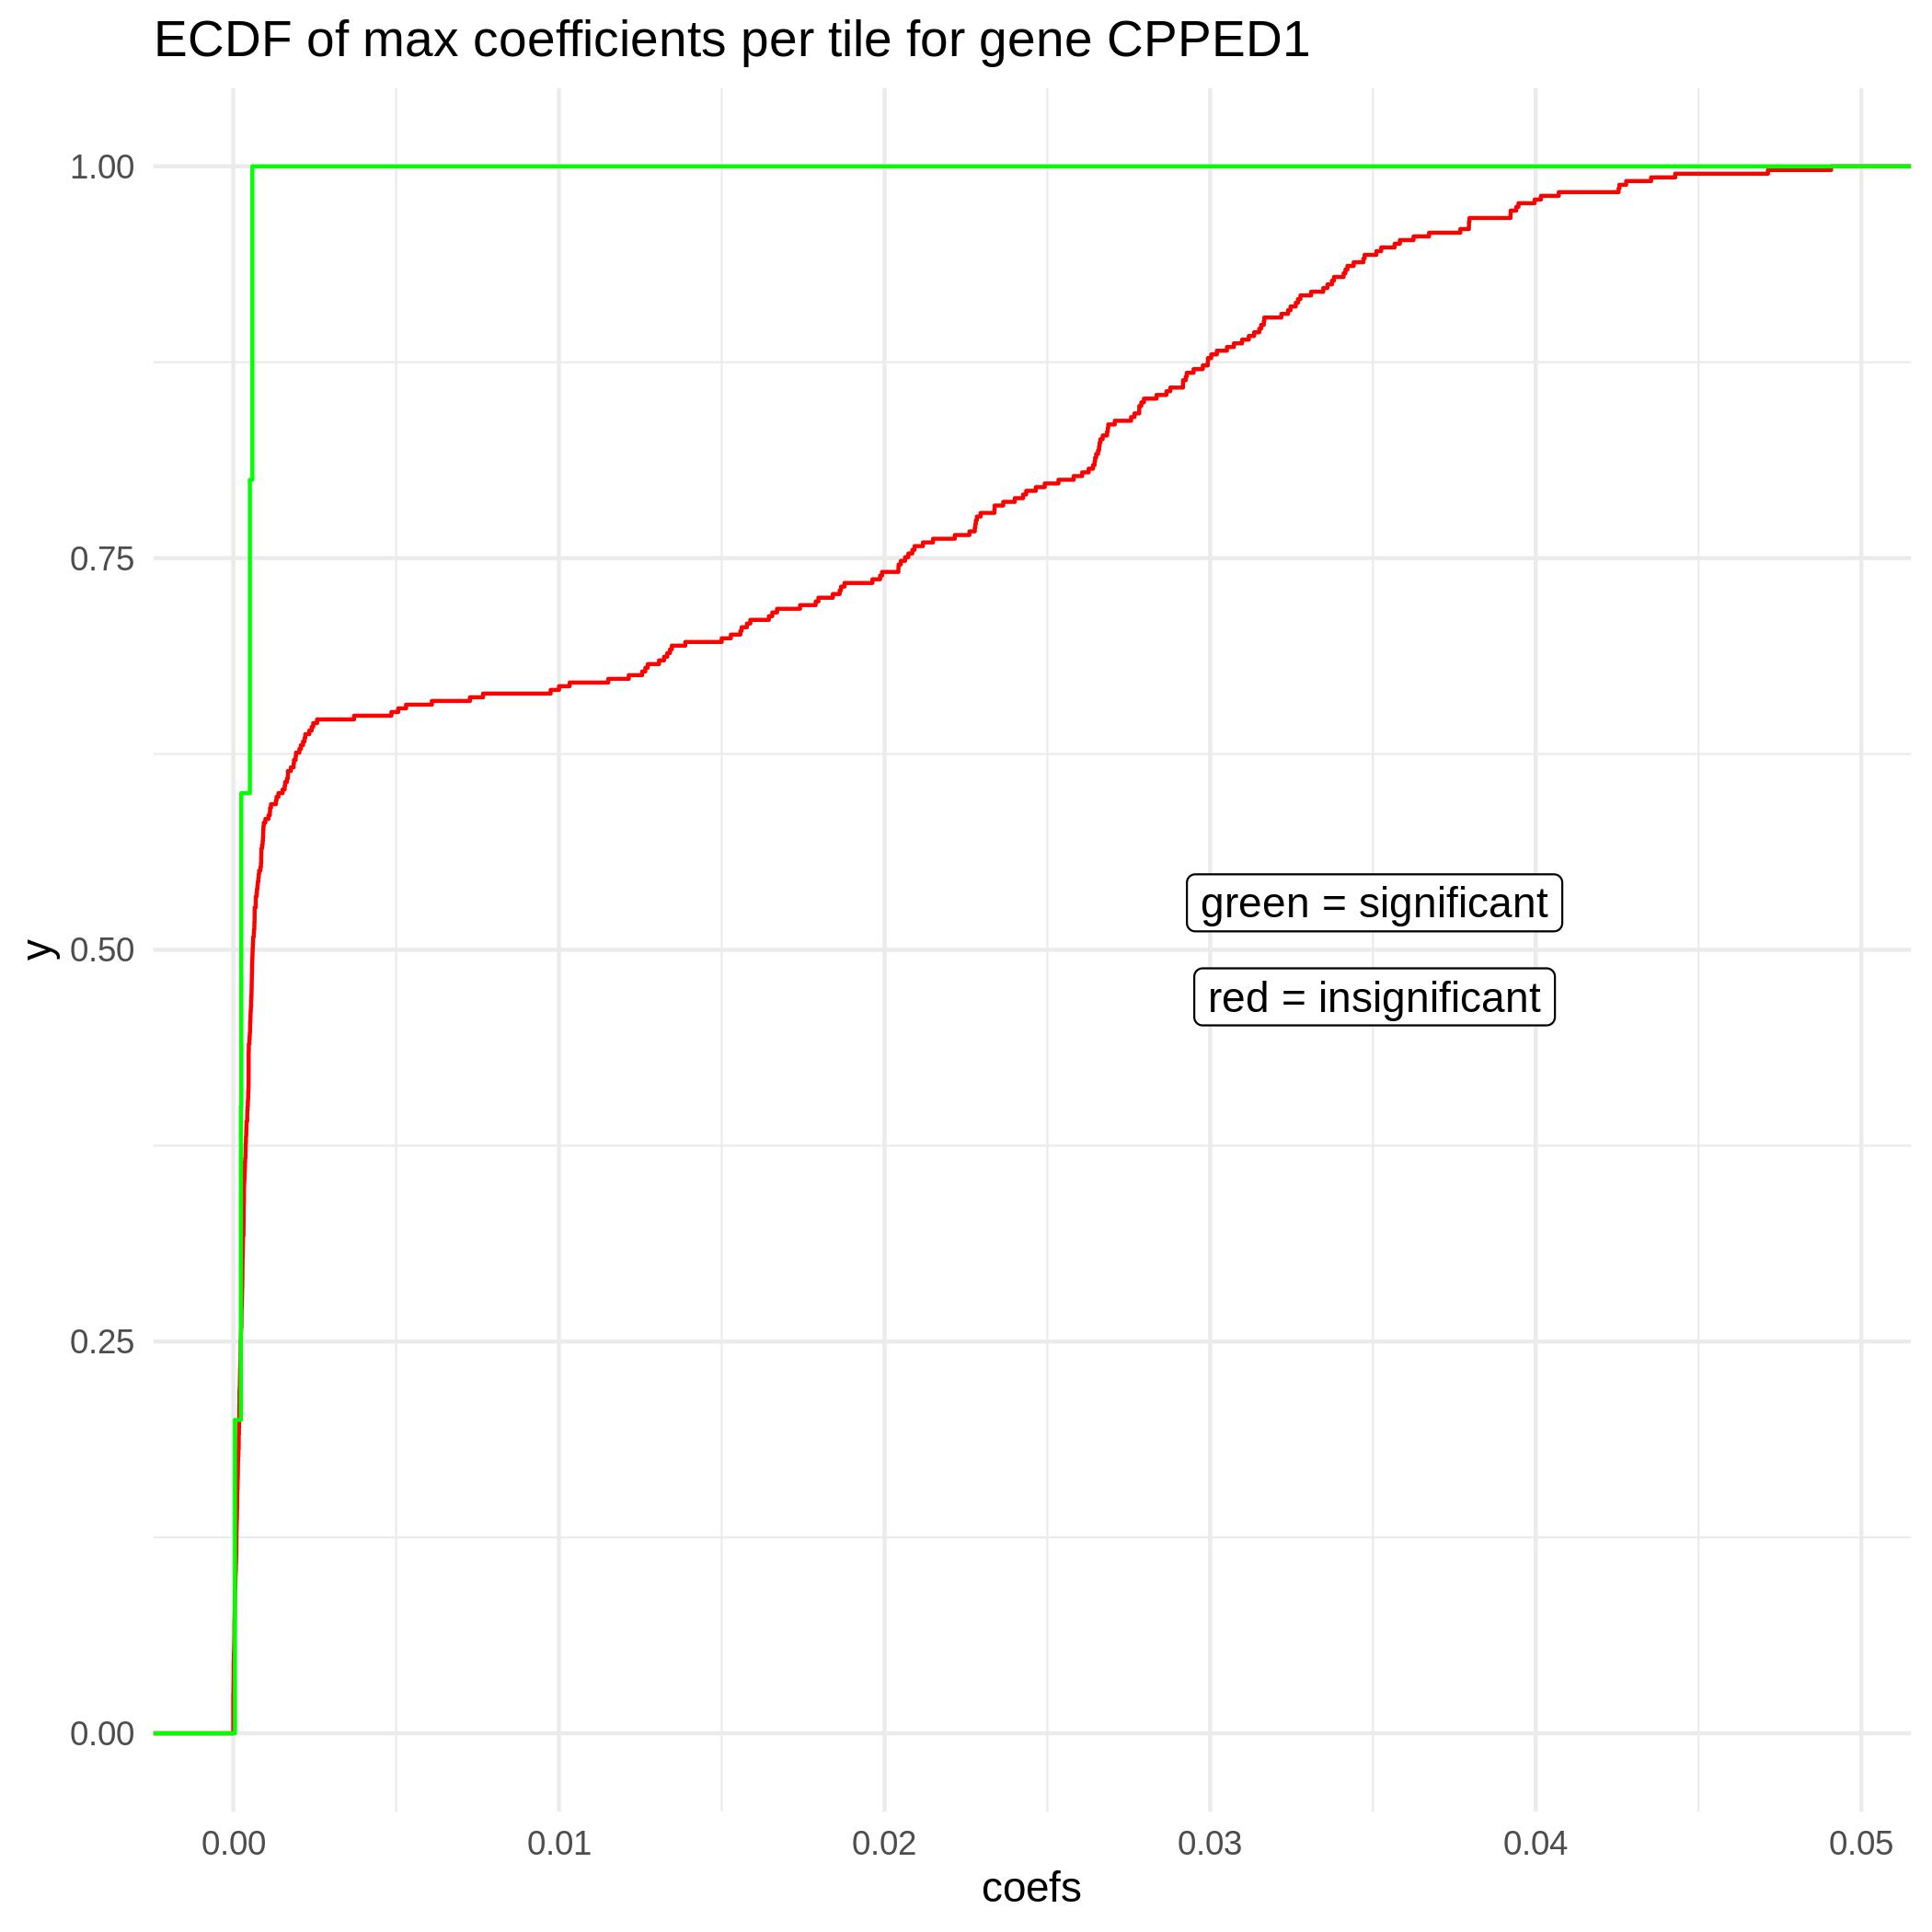 ECDF of max coefficients per tile for gene CPPED1
1.00
0.75
0.50
0.25
0.00
y
green = significant
red = insignificant
0.00 0.01 0.02 0.03 0.04 0.05
coefs